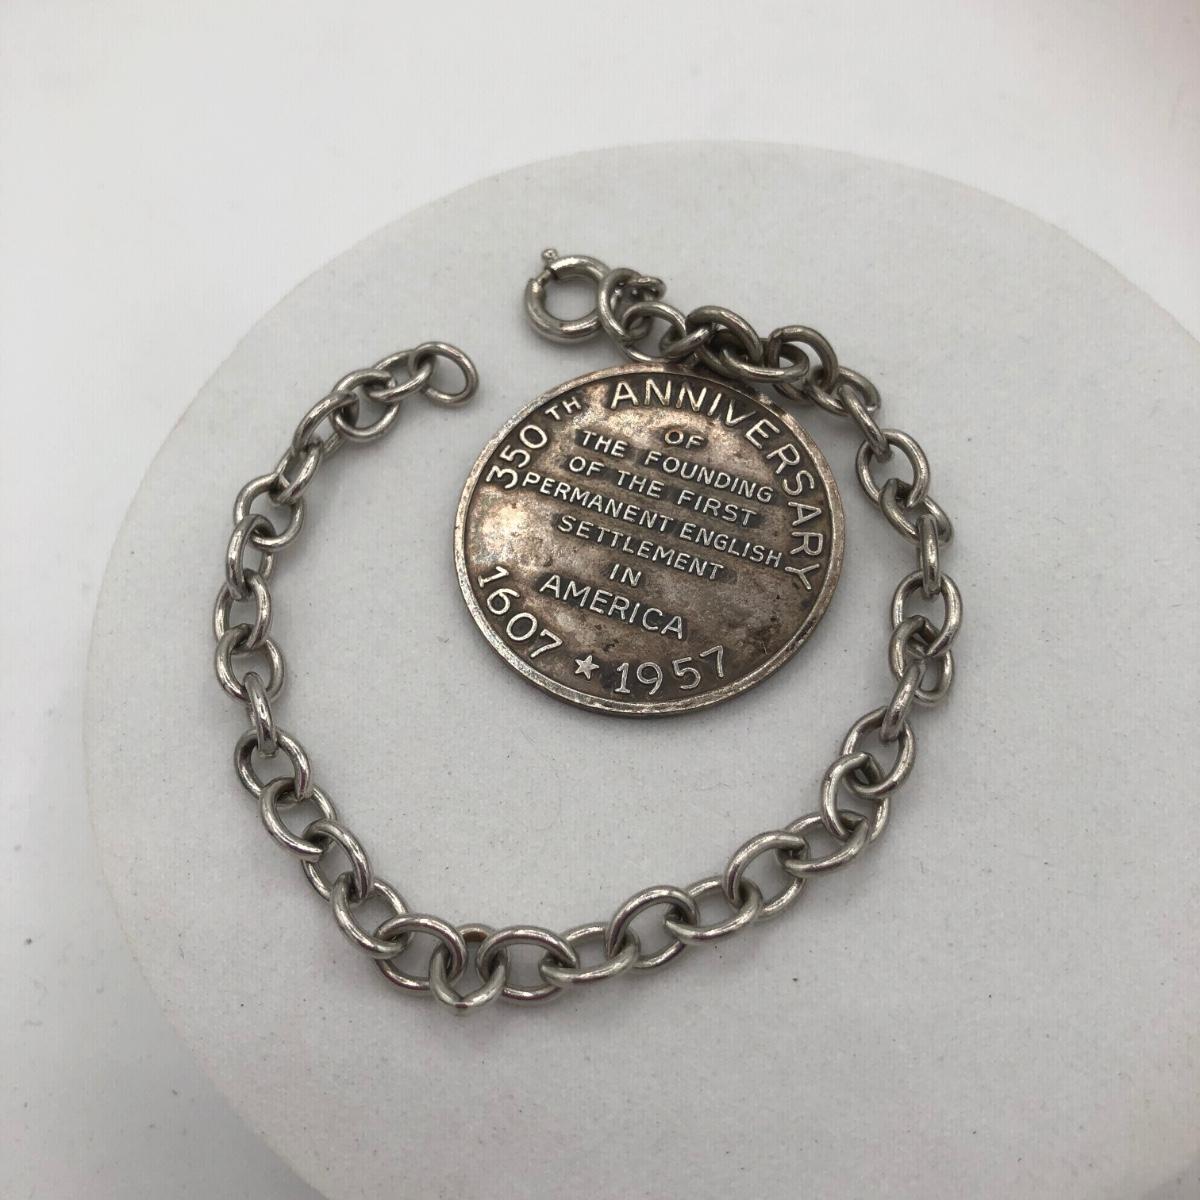 350TH ANNIVERSARY
OF
THE FOUNDING
OF THE FIRST
PERMANENT ENGLISH
SETTLEMENT
IN
AMERICA
1607 ★ 1957